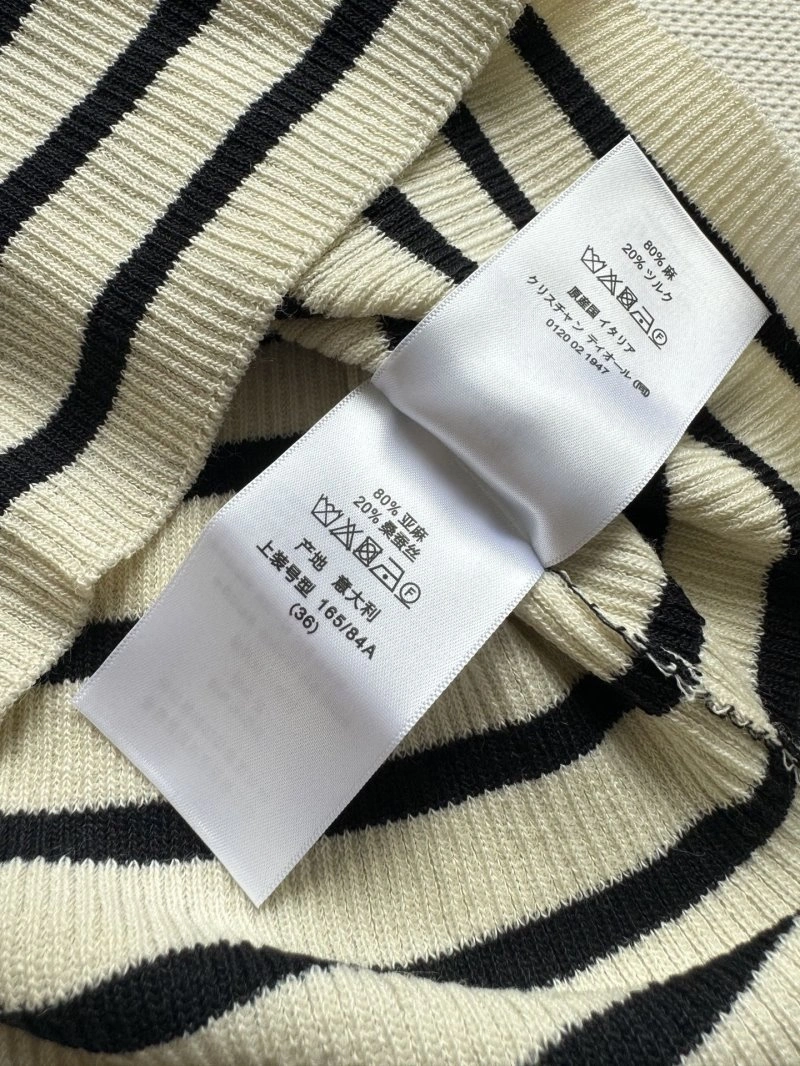 80% 麻
20% ツルク
F
原産国 イタリア
クリスチャン ディオール (同)
0120 02 1947
80% 亚麻
20% 桑蚕丝
F
产地 意大利
上装号型 165/84A
(36)